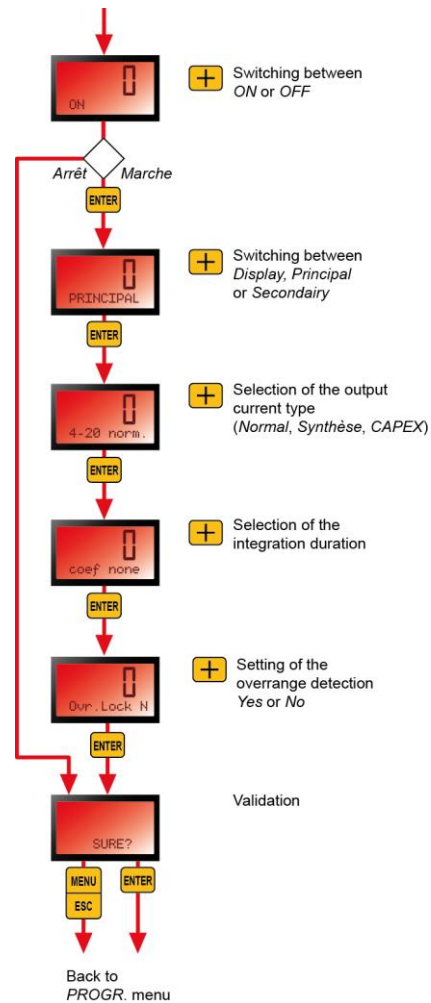 0
ON
+
Switching between
ON or OFF
Arrêt
Marche
ENTER
0
PRINCIPAL
+
Switching between
Display, Principal
or Secondairy
ENTER
0
4-20 norm.
+
Selection of the output
current type
(Normal, Synthèse, CAPEX)
ENTER
0
coef none
+
Selection of the
integration duration
ENTER
0
Ovr.Lock N
+
Setting of the
overrange detection
Yes or No
ENTER
SURE?
Validation
MENU
ESC
ENTER
Back to
PROGR. menu